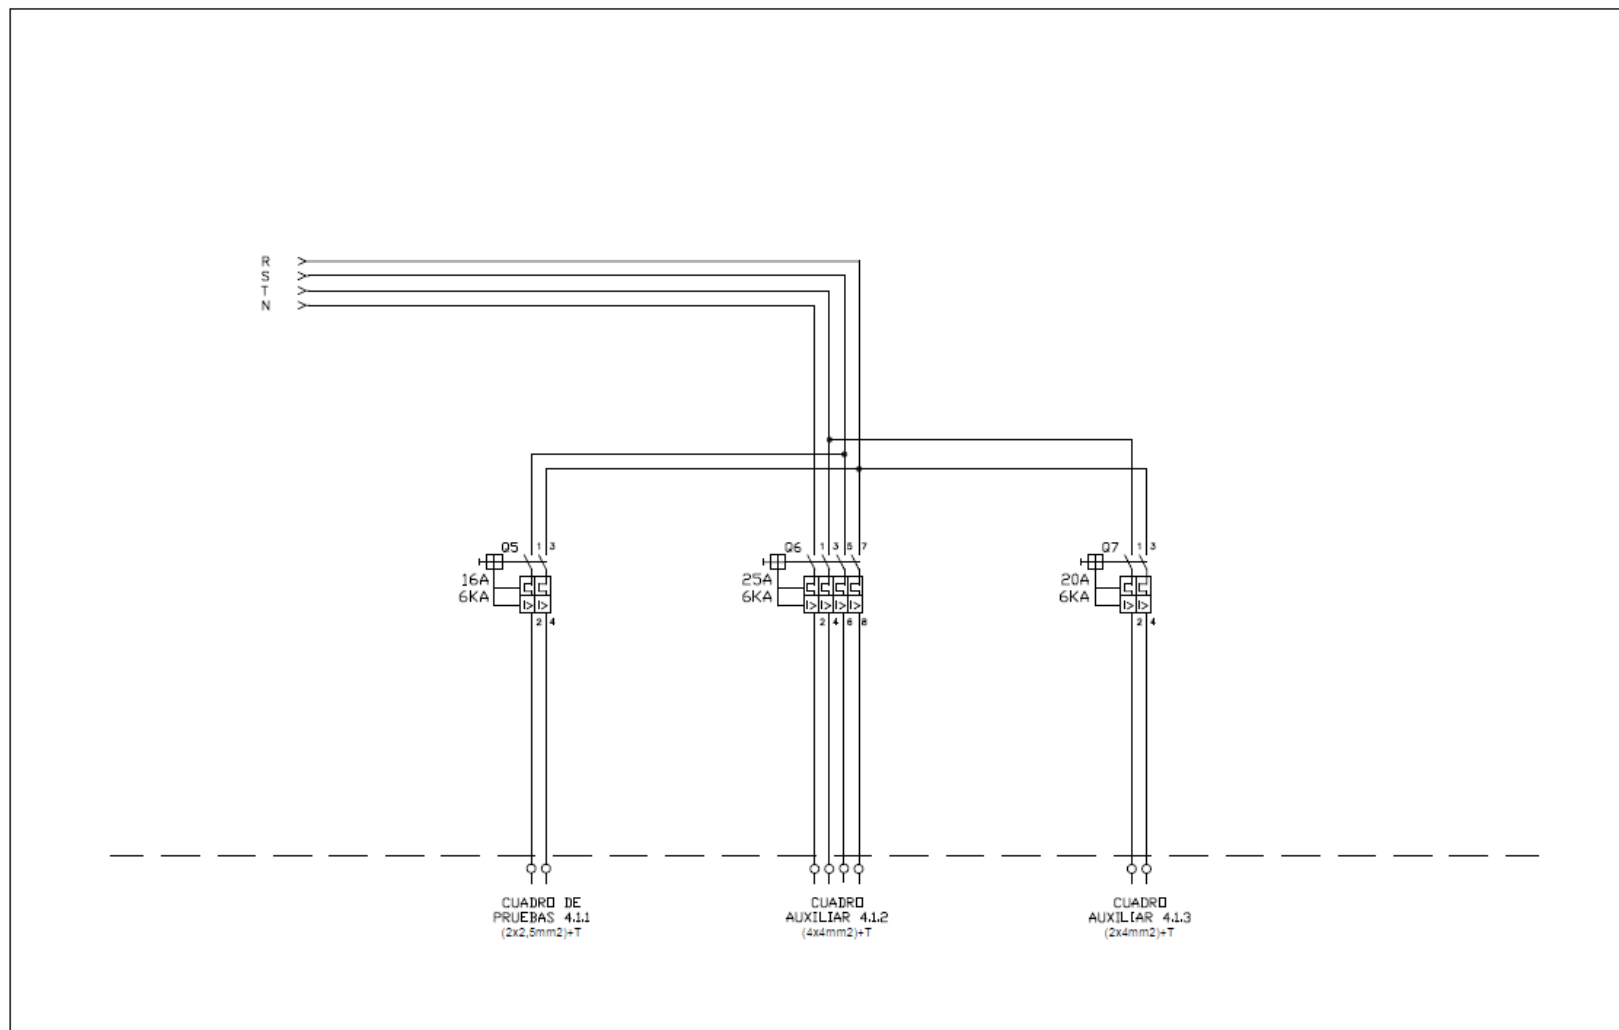 R
S
T
N
Q5 1 3
16A
6KA
2 4
Q6 1 3 5 7
25A
6KA
2 4 6 8
Q7 1 3
20A
6KA
2 4
CUADRO DE
PRUEBAS 4.1.1
(2x2,5mm2)+T
CUADRO
AUXILIAR 4.1.2
(4x4mm2)+T
CUADRO
AUXILIAR 4.1.3
(2x4mm2)+T